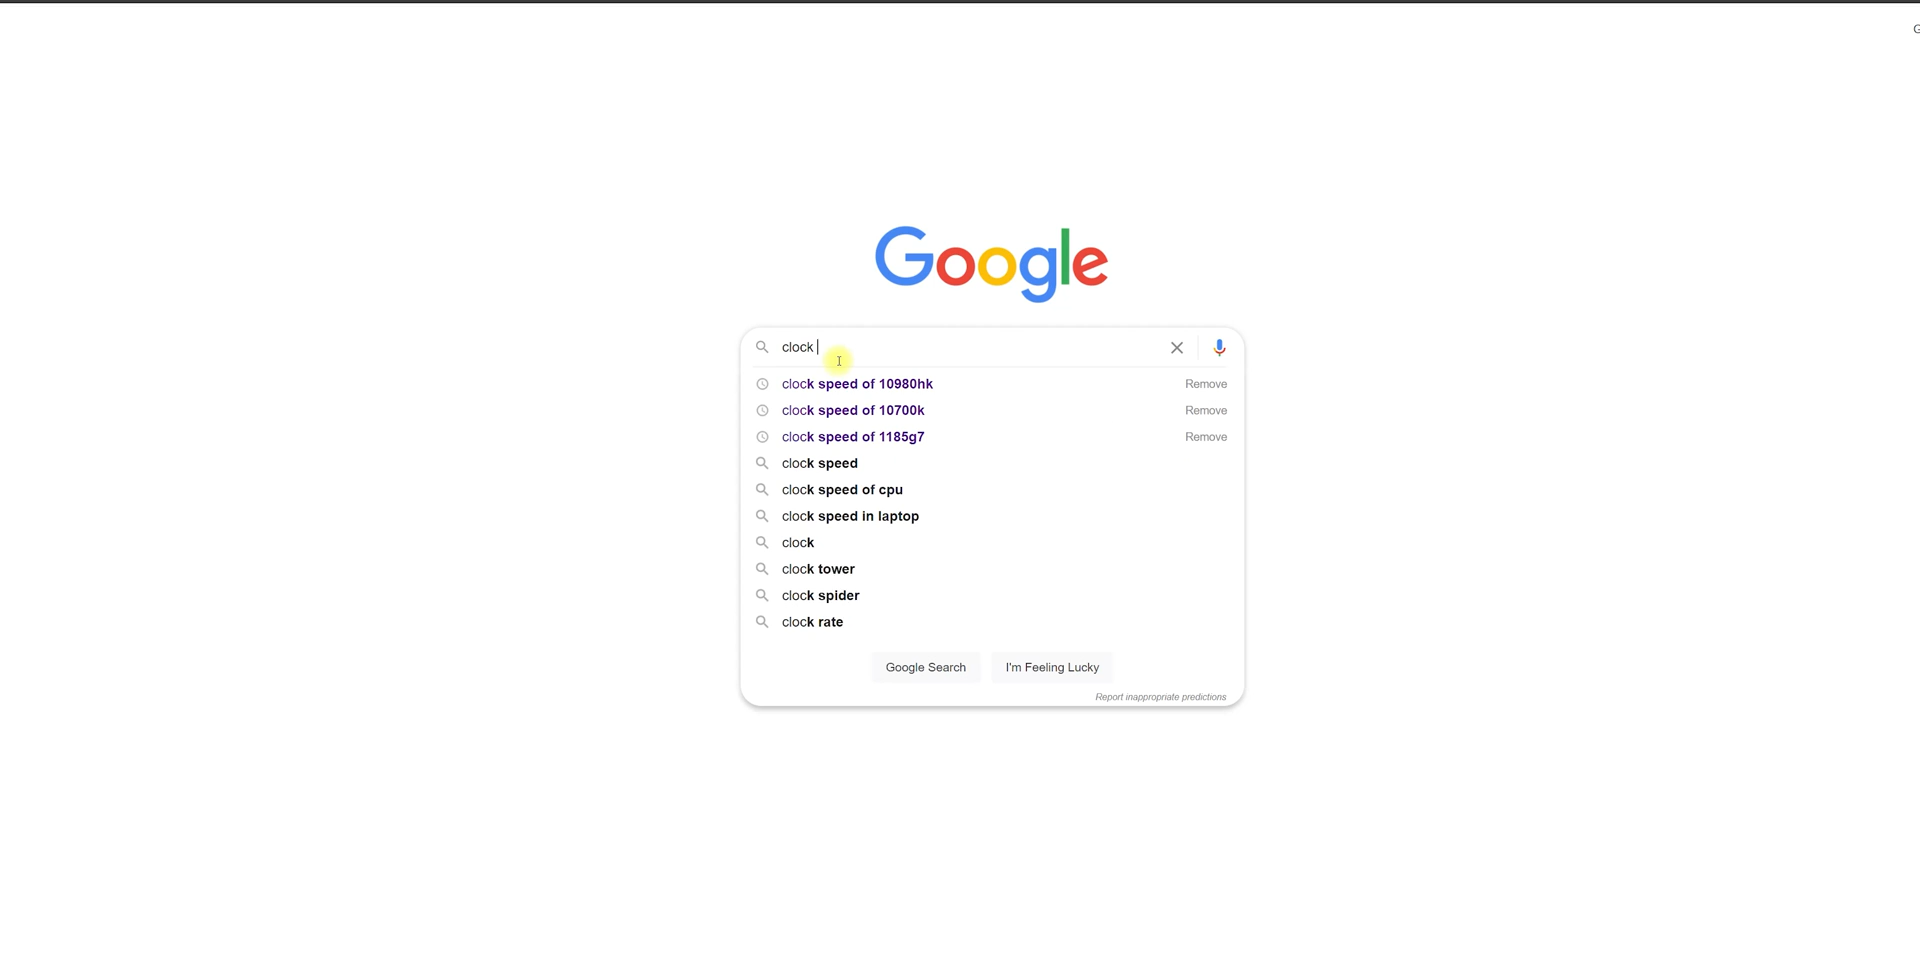 G
Google
clock
clock speed of 10980hk Remove
clock speed of 10700k Remove
clock speed of 1185g7 Remove
clock speed
clock speed of cpu
clock speed in laptop
clock
clock tower
clock spider
clock rate
Google Search I'm Feeling Lucky
Report inappropriate predictions